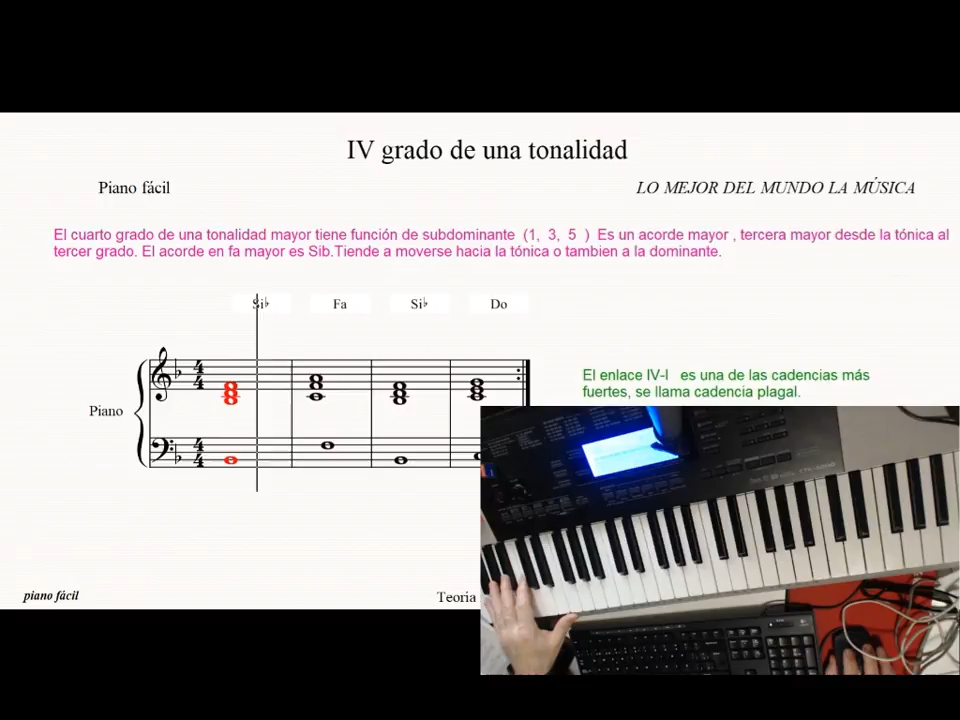 IV grado de una tonalidad
Piano fácil
LO MEJOR DEL MUNDO LA MÚSICA
El cuarto grado de una tonalidad mayor tiene función de subdominante (1, 3, 5 ) Es un acorde mayor , tercera mayor desde la tónica al
tercer grado. El acorde en fa mayor es Sib.Tiende a moverse hacia la tónica o tambien a la dominante.
Si♭ Fa Si♭ Do
El enlace IV-I es una de las cadencias más
fuertes, se llama cadencia plagal.
Piano
piano fácil
Teoria